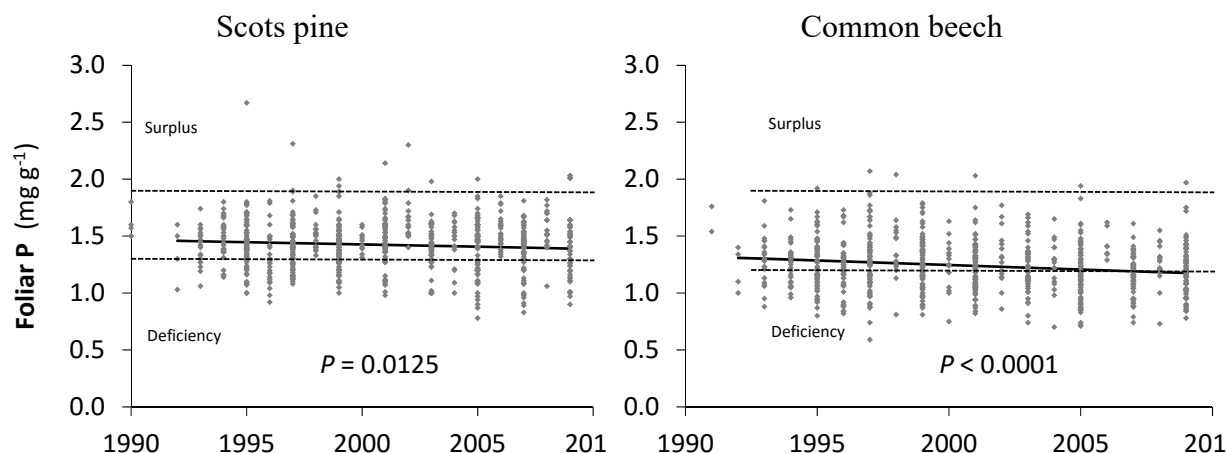 Scots pine
Common beech
Foliar P (mg g⁻¹)
3.0
2.5
2.0
1.5
1.0
0.5
0.0
Surplus
Deficiency
P = 0.0125
1990
1995
2000
2005
201
3.0
2.5
2.0
1.5
1.0
0.5
0.0
Surplus
Deficiency
P < 0.0001
1990
1995
2000
2005
201